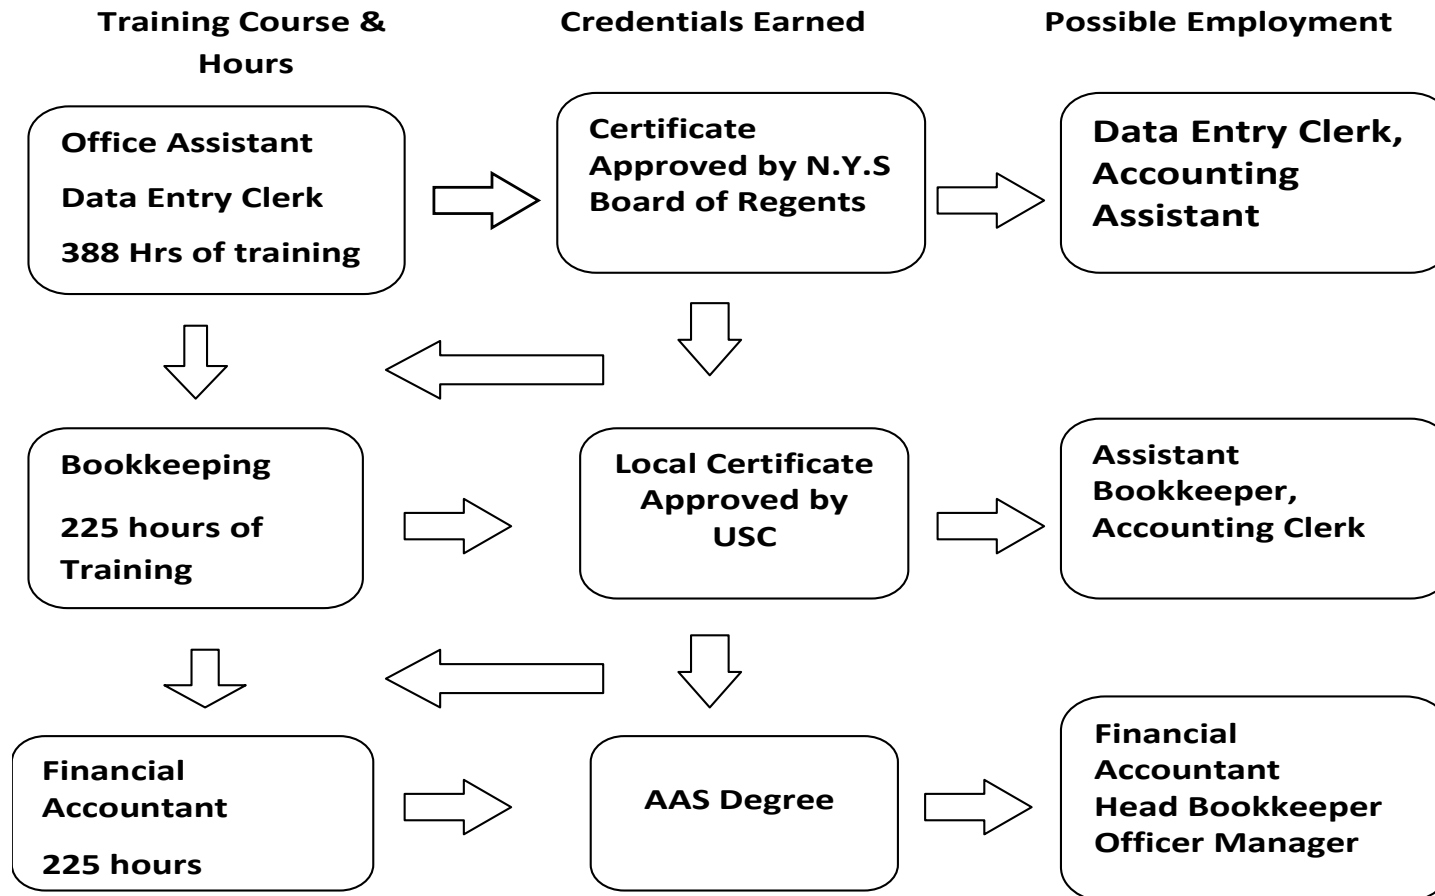 Training Course &
Hours
Credentials Earned
Possible Employment
Office Assistant
Data Entry Clerk
388 Hrs of training
Certificate
Approved by N.Y.S
Board of Regents
Data Entry Clerk,
Accounting
Assistant
Bookkeeping
225 hours of
Training
Local Certificate
Approved by
USC
Assistant
Bookkeeper,
Accounting Clerk
Financial
Accountant
225 hours
AAS Degree
Financial
Accountant
Head Bookkeeper
Officer Manager